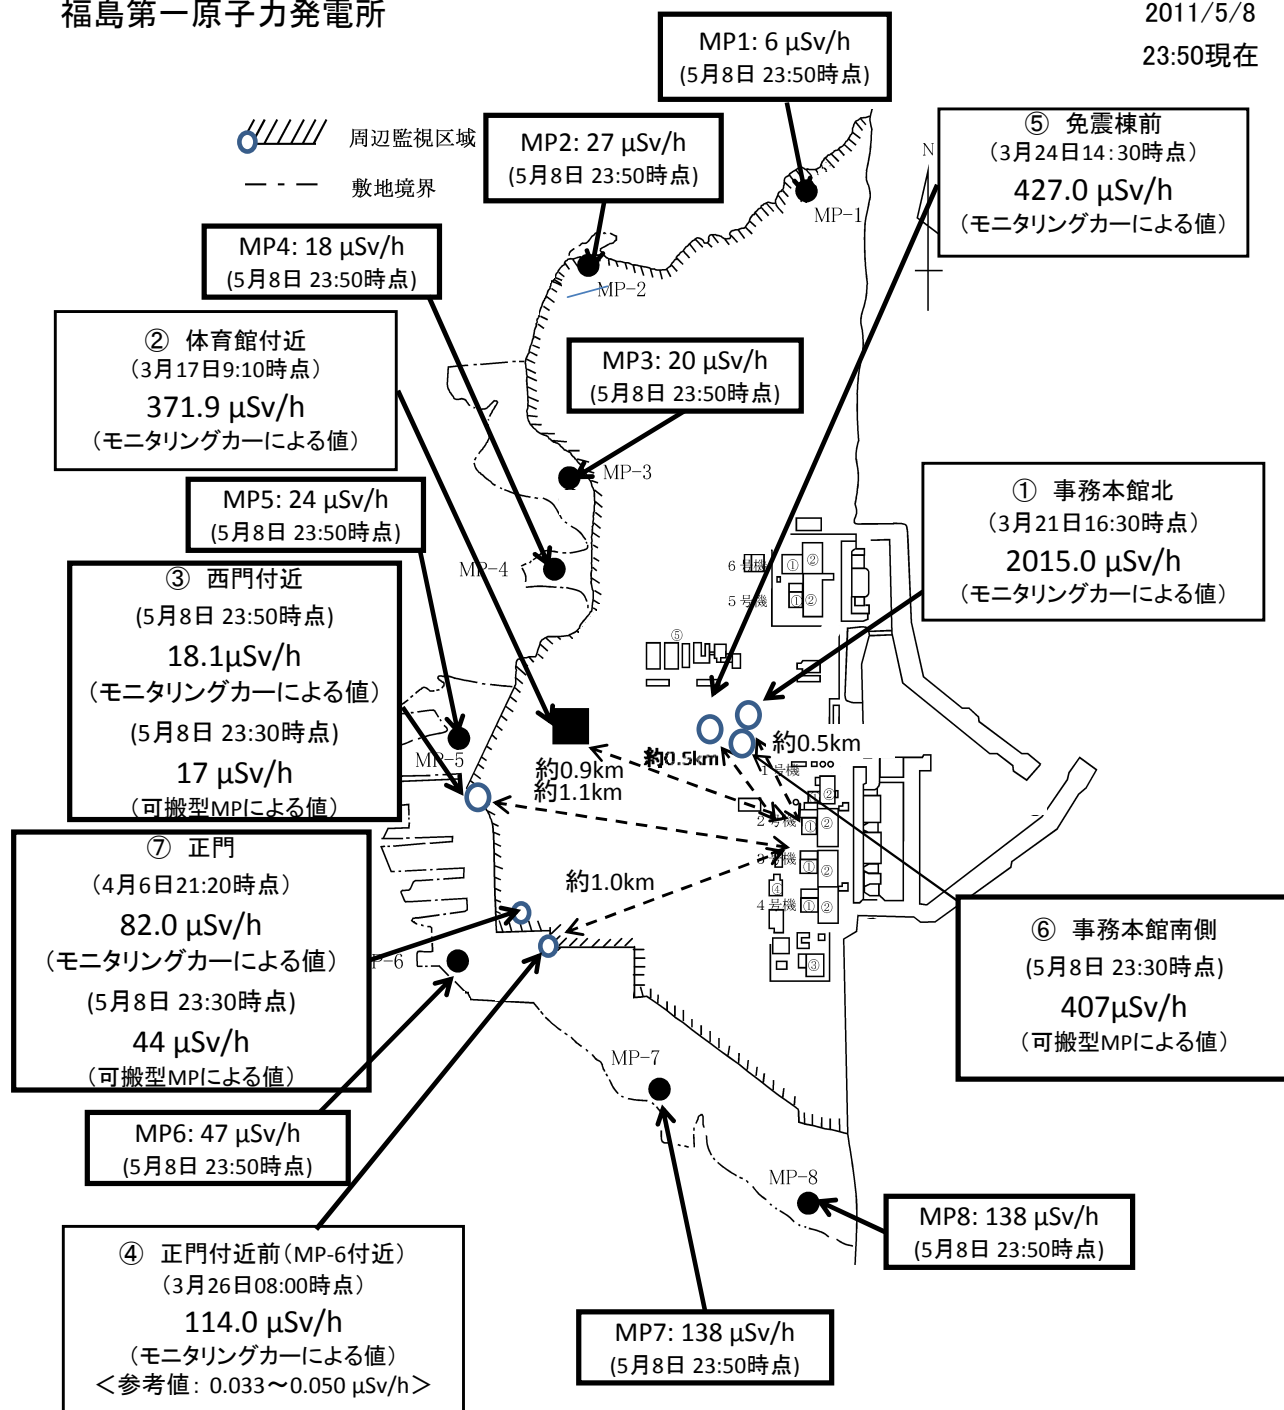 福島第一原子力発電所
2011/5/8
23:50現在
周辺監視区域
敷地境界
N
MP1: 6 μSv/h
(5月8日 23:50時点)
MP2: 27 μSv/h
(5月8日 23:50時点)
⑤ 免震棟前
(3月24日14:30時点)
427.0 μSv/h
(モニタリングカーによる値)
MP-1
MP4: 18 μSv/h
(5月8日 23:50時点)
MP-2
② 体育館付近
(3月17日9:10時点)
371.9 μSv/h
(モニタリングカーによる値)
MP3: 20 μSv/h
(5月8日 23:50時点)
MP-3
MP5: 24 μSv/h
(5月8日 23:50時点)
① 事務本館北
(3月21日16:30時点)
2015.0 μSv/h
(モニタリングカーによる値)
MP-4
6号機
① ②
5号機
① ②
③ 西門付近
(5月8日 23:50時点)
18.1μSv/h
(モニタリングカーによる値)
(5月8日 23:30時点)
17 μSv/h
(可搬型MPによる値)
⑤
MP-5
約0.9km
約1.1km
約0.5km
約0.5km
1号機
①
②
2号機
① ②
3号機
① ②
④
4号機
① ②
③
⑦ 正門
(4月6日21:20時点)
82.0 μSv/h
(モニタリングカーによる値)
(5月8日 23:30時点)
44 μSv/h
(可搬型MPによる値)
約1.0km
P-6
⑥ 事務本館南側
(5月8日 23:30時点)
407μSv/h
(可搬型MPによる値)
MP-7
MP6: 47 μSv/h
(5月8日 23:50時点)
MP-8
MP8: 138 μSv/h
(5月8日 23:50時点)
④ 正門付近前(MP-6付近)
(3月26日08:00時点)
114.0 μSv/h
(モニタリングカーによる値)
<参考値: 0.033～0.050 μSv/h>
MP7: 138 μSv/h
(5月8日 23:50時点)